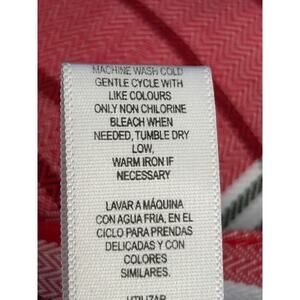 MACHINE WASH COLD
GENTLE CYCLE WITH
LIKE COLOURS
ONLY NON CHLORINE
BLEACH WHEN
NEEDED, TUMBLE DRY
LOW,
WARM IRON IF
NECESSARY
LAVAR A MÁQUINA
CON AGUA FRIA, EN EL
CICLO PARA PRENDAS
DELICADAS Y CON
COLORES
SIMILARES.
UTILIZAR